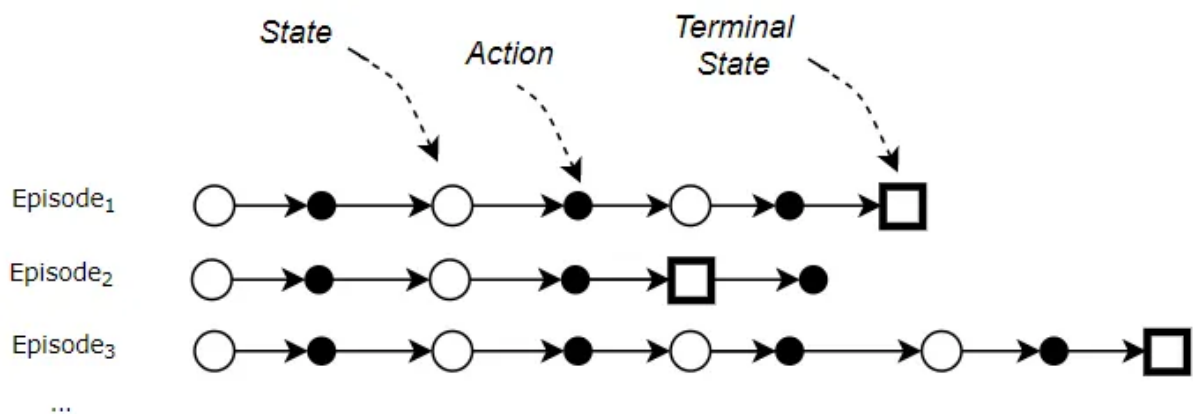 State
Action
Terminal
State
Episode₁
Episode₂
Episode₃
...